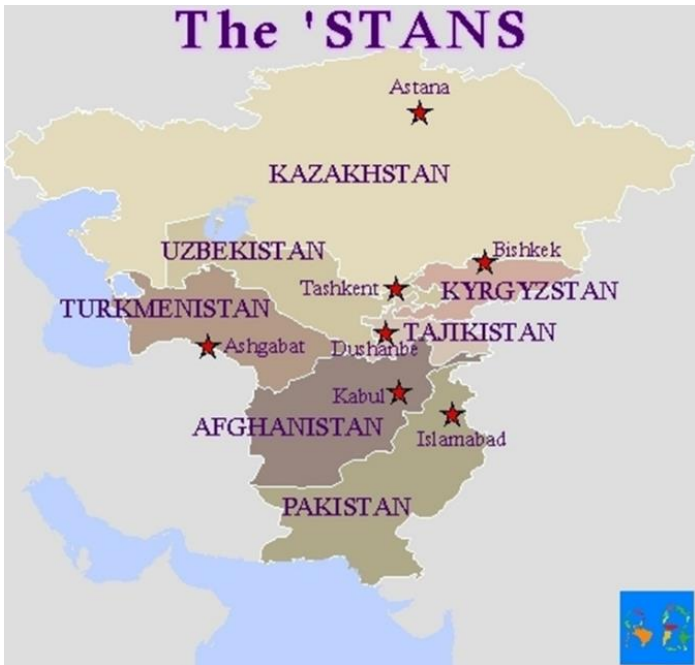 The 'STANS
Astana
KAZAKHSTAN
UZBEKISTAN
Bishkek
Tashkent
KYRGYZSTAN
TURKMENISTAN
TAJIKISTAN
Ashgabat
Dushanbe
Kabul
AFGHANISTAN
Islamabad
PAKISTAN